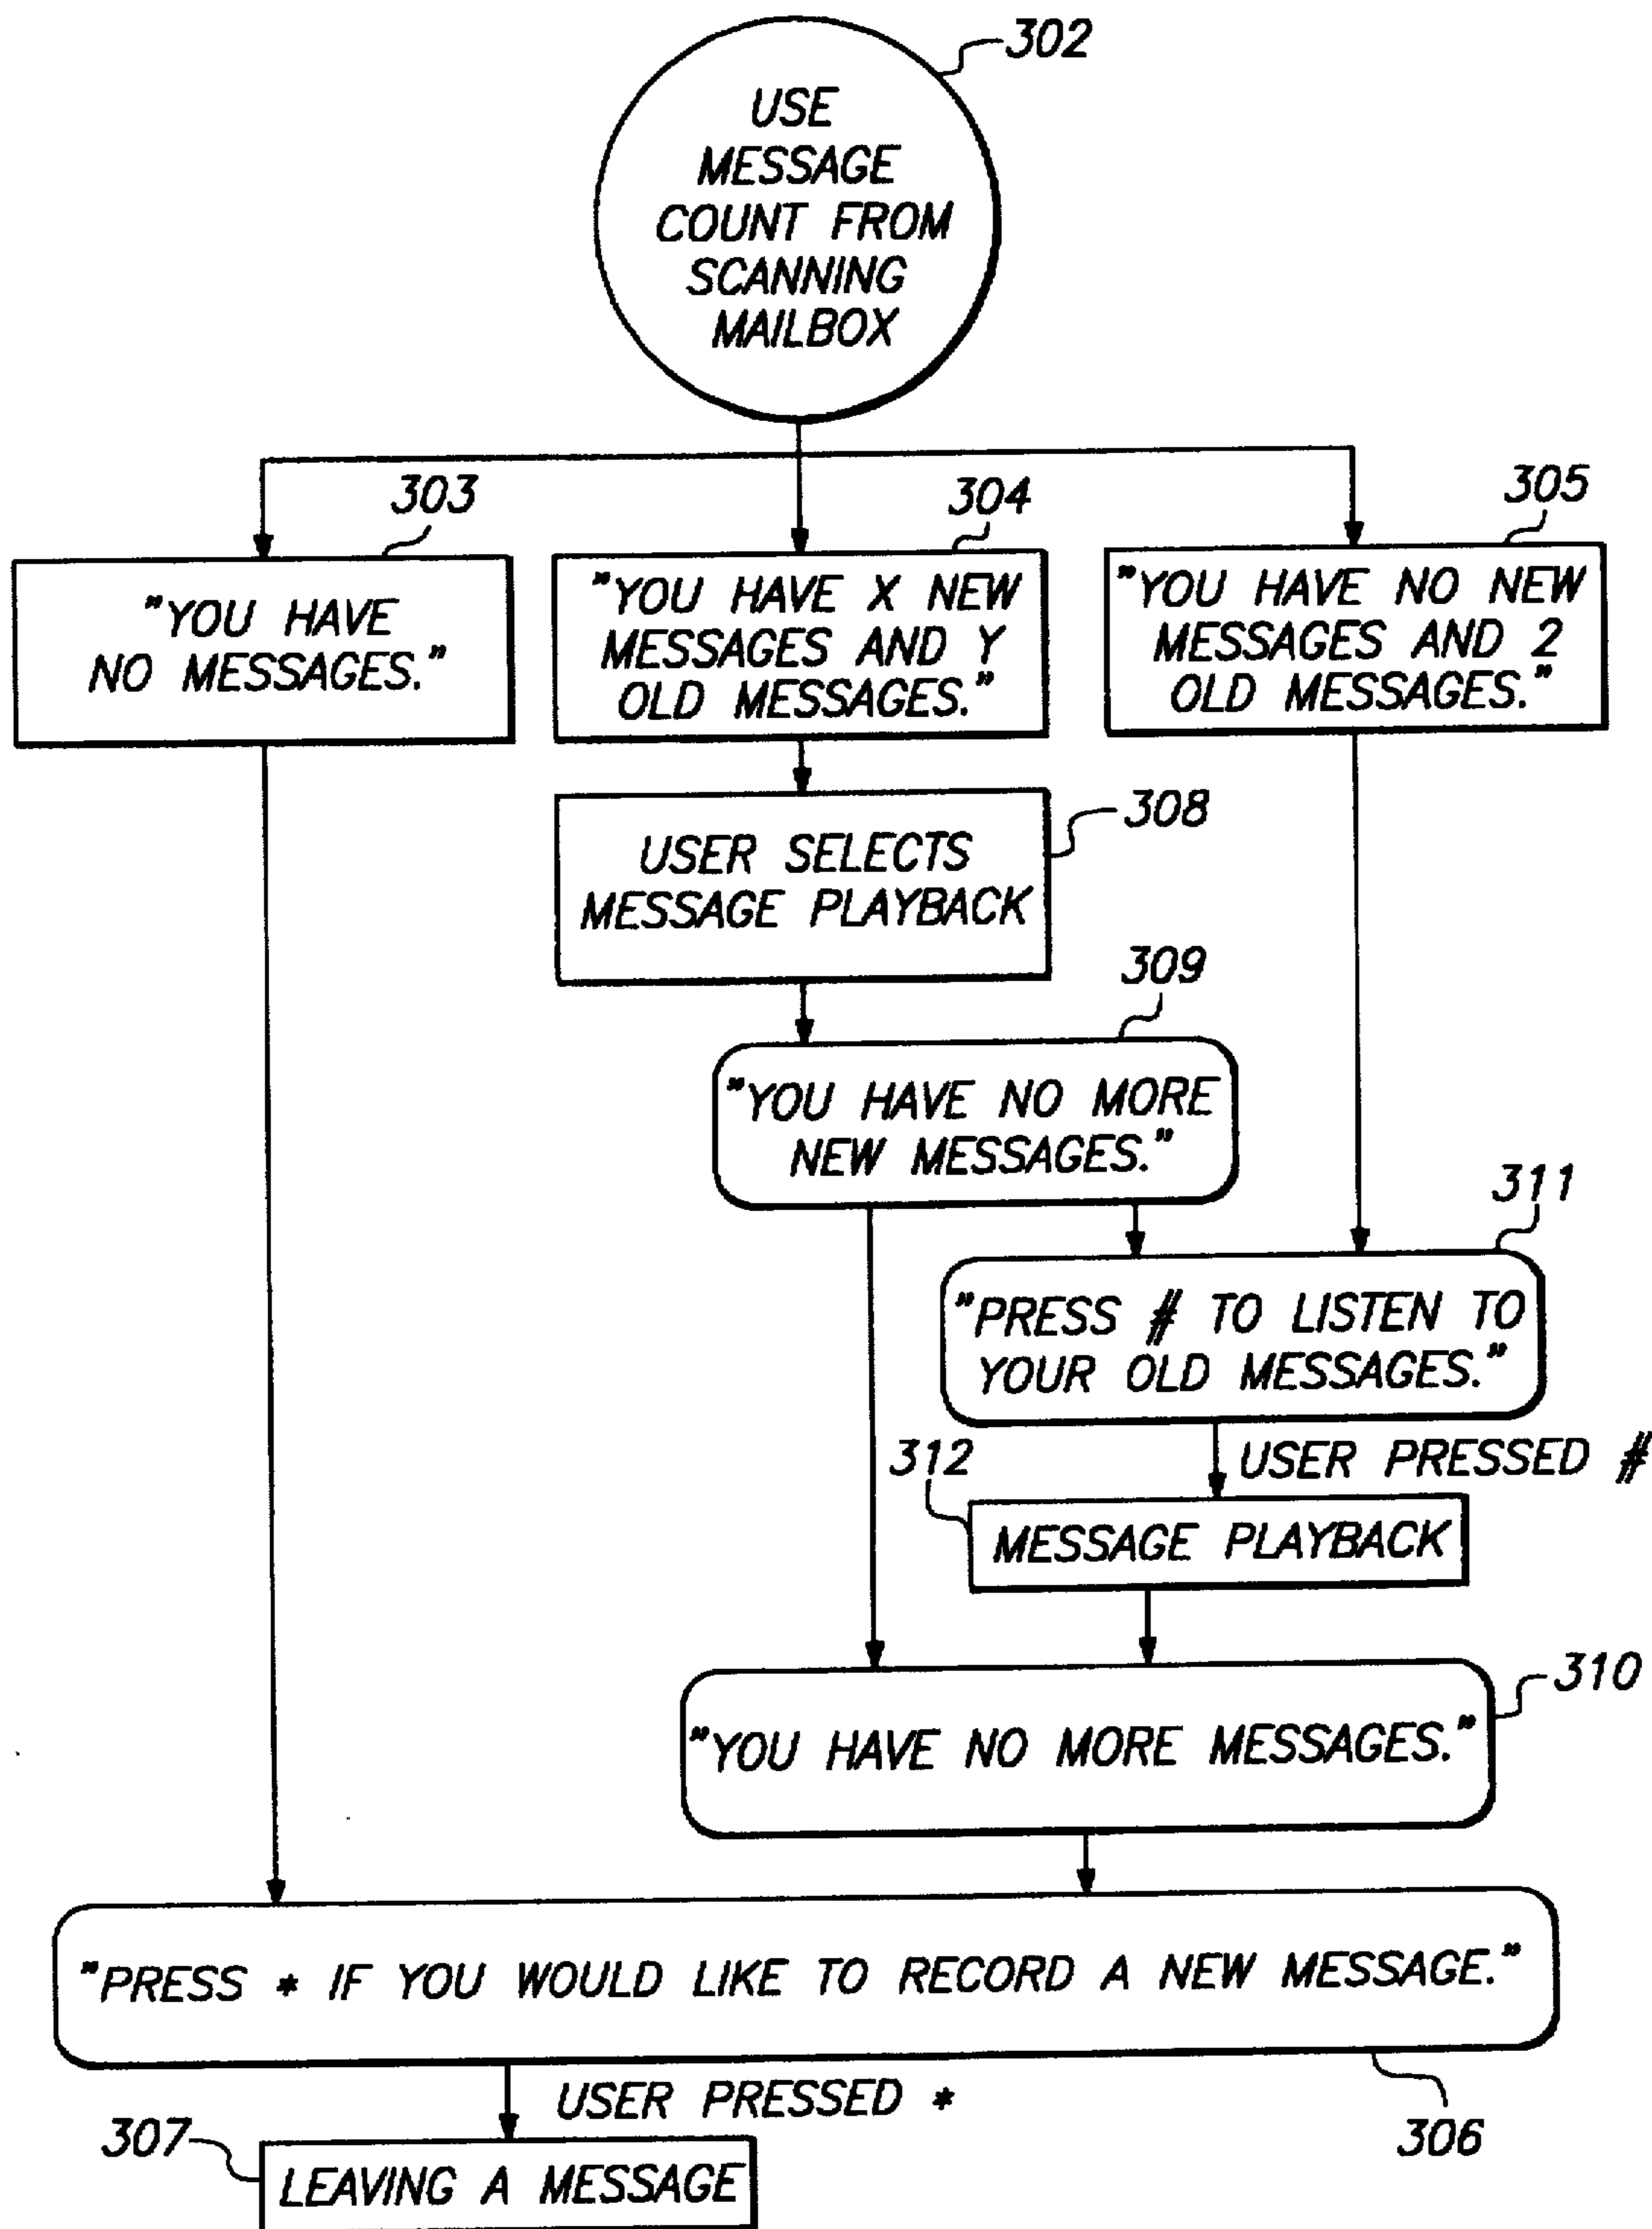 302
USE
MESSAGE
COUNT FROM
SCANNING
MAILBOX
303
304
305
"YOU HAVE
NO MESSAGES."
"YOU HAVE X NEW
MESSAGES AND Y
OLD MESSAGES."
"YOU HAVE NO NEW
MESSAGES AND 2
OLD MESSAGES."
308
USER SELECTS
MESSAGE PLAYBACK
309
"YOU HAVE NO MORE
NEW MESSAGES."
311
"PRESS # TO LISTEN TO
YOUR OLD MESSAGES."
312
USER PRESSED #
MESSAGE PLAYBACK
310
"YOU HAVE NO MORE MESSAGES."
"PRESS * IF YOU WOULD LIKE TO RECORD A NEW MESSAGE."
USER PRESSED *
306
307
LEAVING A MESSAGE